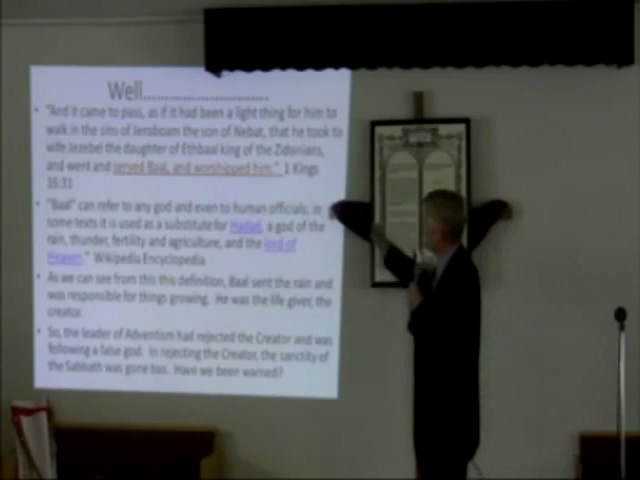 Well............................
• "And it came to pass, as if it had been a light thing for him to
walk in the sins of Jeroboam the son of Nebat, that he took to
wife Jezebel the daughter of Ethbaal king of the Zidonians,
and went and served Baal, and worshipped him." 1 Kings
16:31
• "Baal" can refer to any god and even to human officials; in
some texts it is used as a substitute for Hadad, a god of the
rain, thunder, fertility and agriculture, and the lord of
Heaven." Wikipedia Encyclopedia
• As we can see from this this definition, Baal sent the rain and
was responsible for things growing. He was the life giver, the
creator.
• So, the leader of Adventism had rejected the Creator and was
following a false god. In rejecting the Creator, the sanctity of
the Sabbath was gone too. Have we been warned?